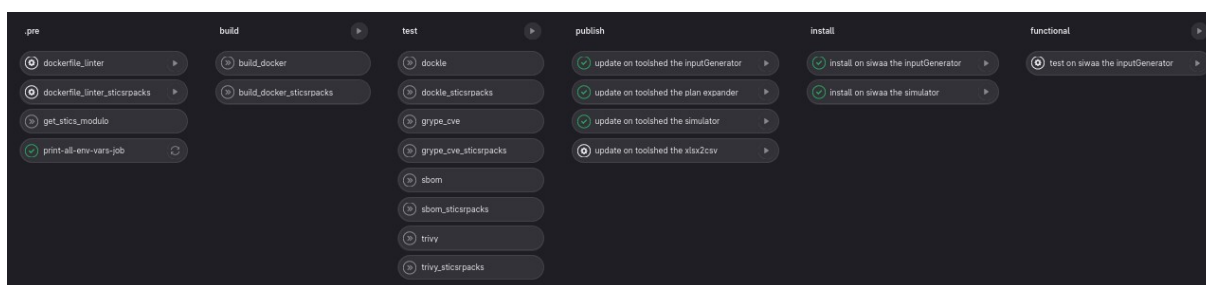 .pre
dockerfile_linter
dockerfile_linter_sticsrpacks
get_stics_modulo
print-all-env-vars-job
build
build_docker
build_docker_sticsrpacks
test
dockle
dockle_sticsrpacks
grype_cve
grype_cve_sticsrpacks
sbom
sbom_sticsrpacks
trivy
trivy_sticsrpacks
publish
update on toolshed the inputGenerator
update on toolshed the plan expander
update on toolshed the simulator
update on toolshed the xlsx2csv
install
install on siwaa the inputGenerator
install on siwaa the simulator
functional
test on siwaa the inputGenerator